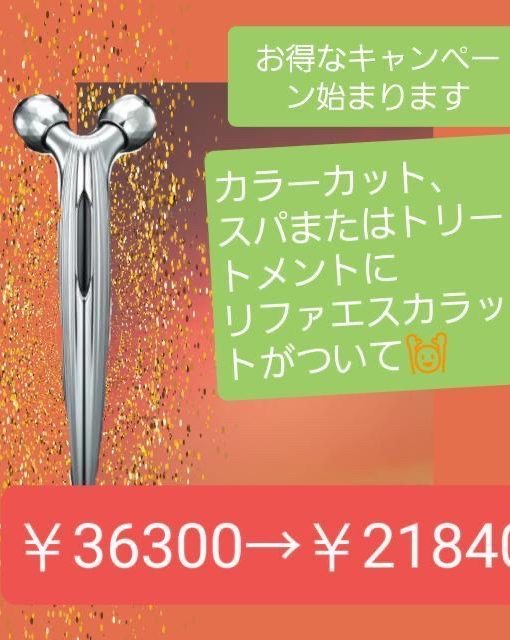 お得なキャンペー
ン始まります
カラーカット、
スパまたはトリー
トメントに
リファエスカラッ
トがついて🙆
￥36300→￥21840